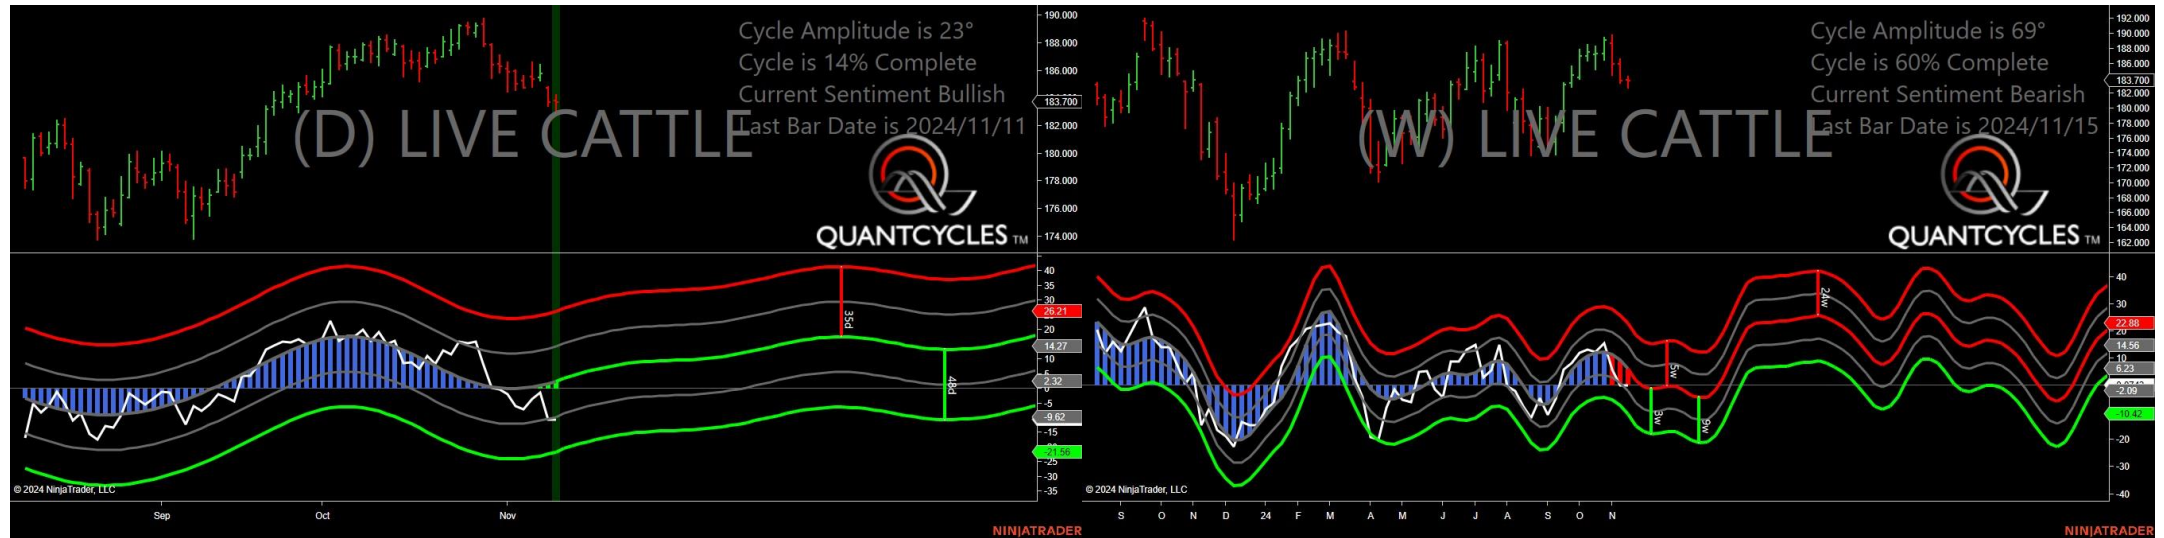 Cycle Amplitude is 23°
Cycle is 14% Complete
Current Sentiment Bullish
Last Bar Date is 2024/11/11
(D) LIVE CATTLE
QUANTCYCLES TM
190.000
188.000
186.000
183.700
182.000
180.000
178.000
176.000
174.000
40
35
30
26.21
20
14.27
10
2.32
-5
-9.62
-15
-21.56
-25
-30
-35
35d
48d
© 2024 NinjaTrader, LLC
Sep Oct Nov
NINJATRADER
Cycle Amplitude is 69°
Cycle is 60% Complete
Current Sentiment Bearish
Last Bar Date is 2024/11/15
(W) LIVE CATTLE
QUANTCYCLES TM
192.000
190.000
188.000
186.000
183.700
182.000
180.000
178.000
176.000
174.000
172.000
170.000
168.000
166.000
164.000
162.000
40
30
22.88
20
14.56
10
6.23
-2.09
-10.42
-20
-30
-40
24w
5w
3w
9w
© 2024 NinjaTrader, LLC
S O N D 24 F M A M J J A S O N
NINJATRADER